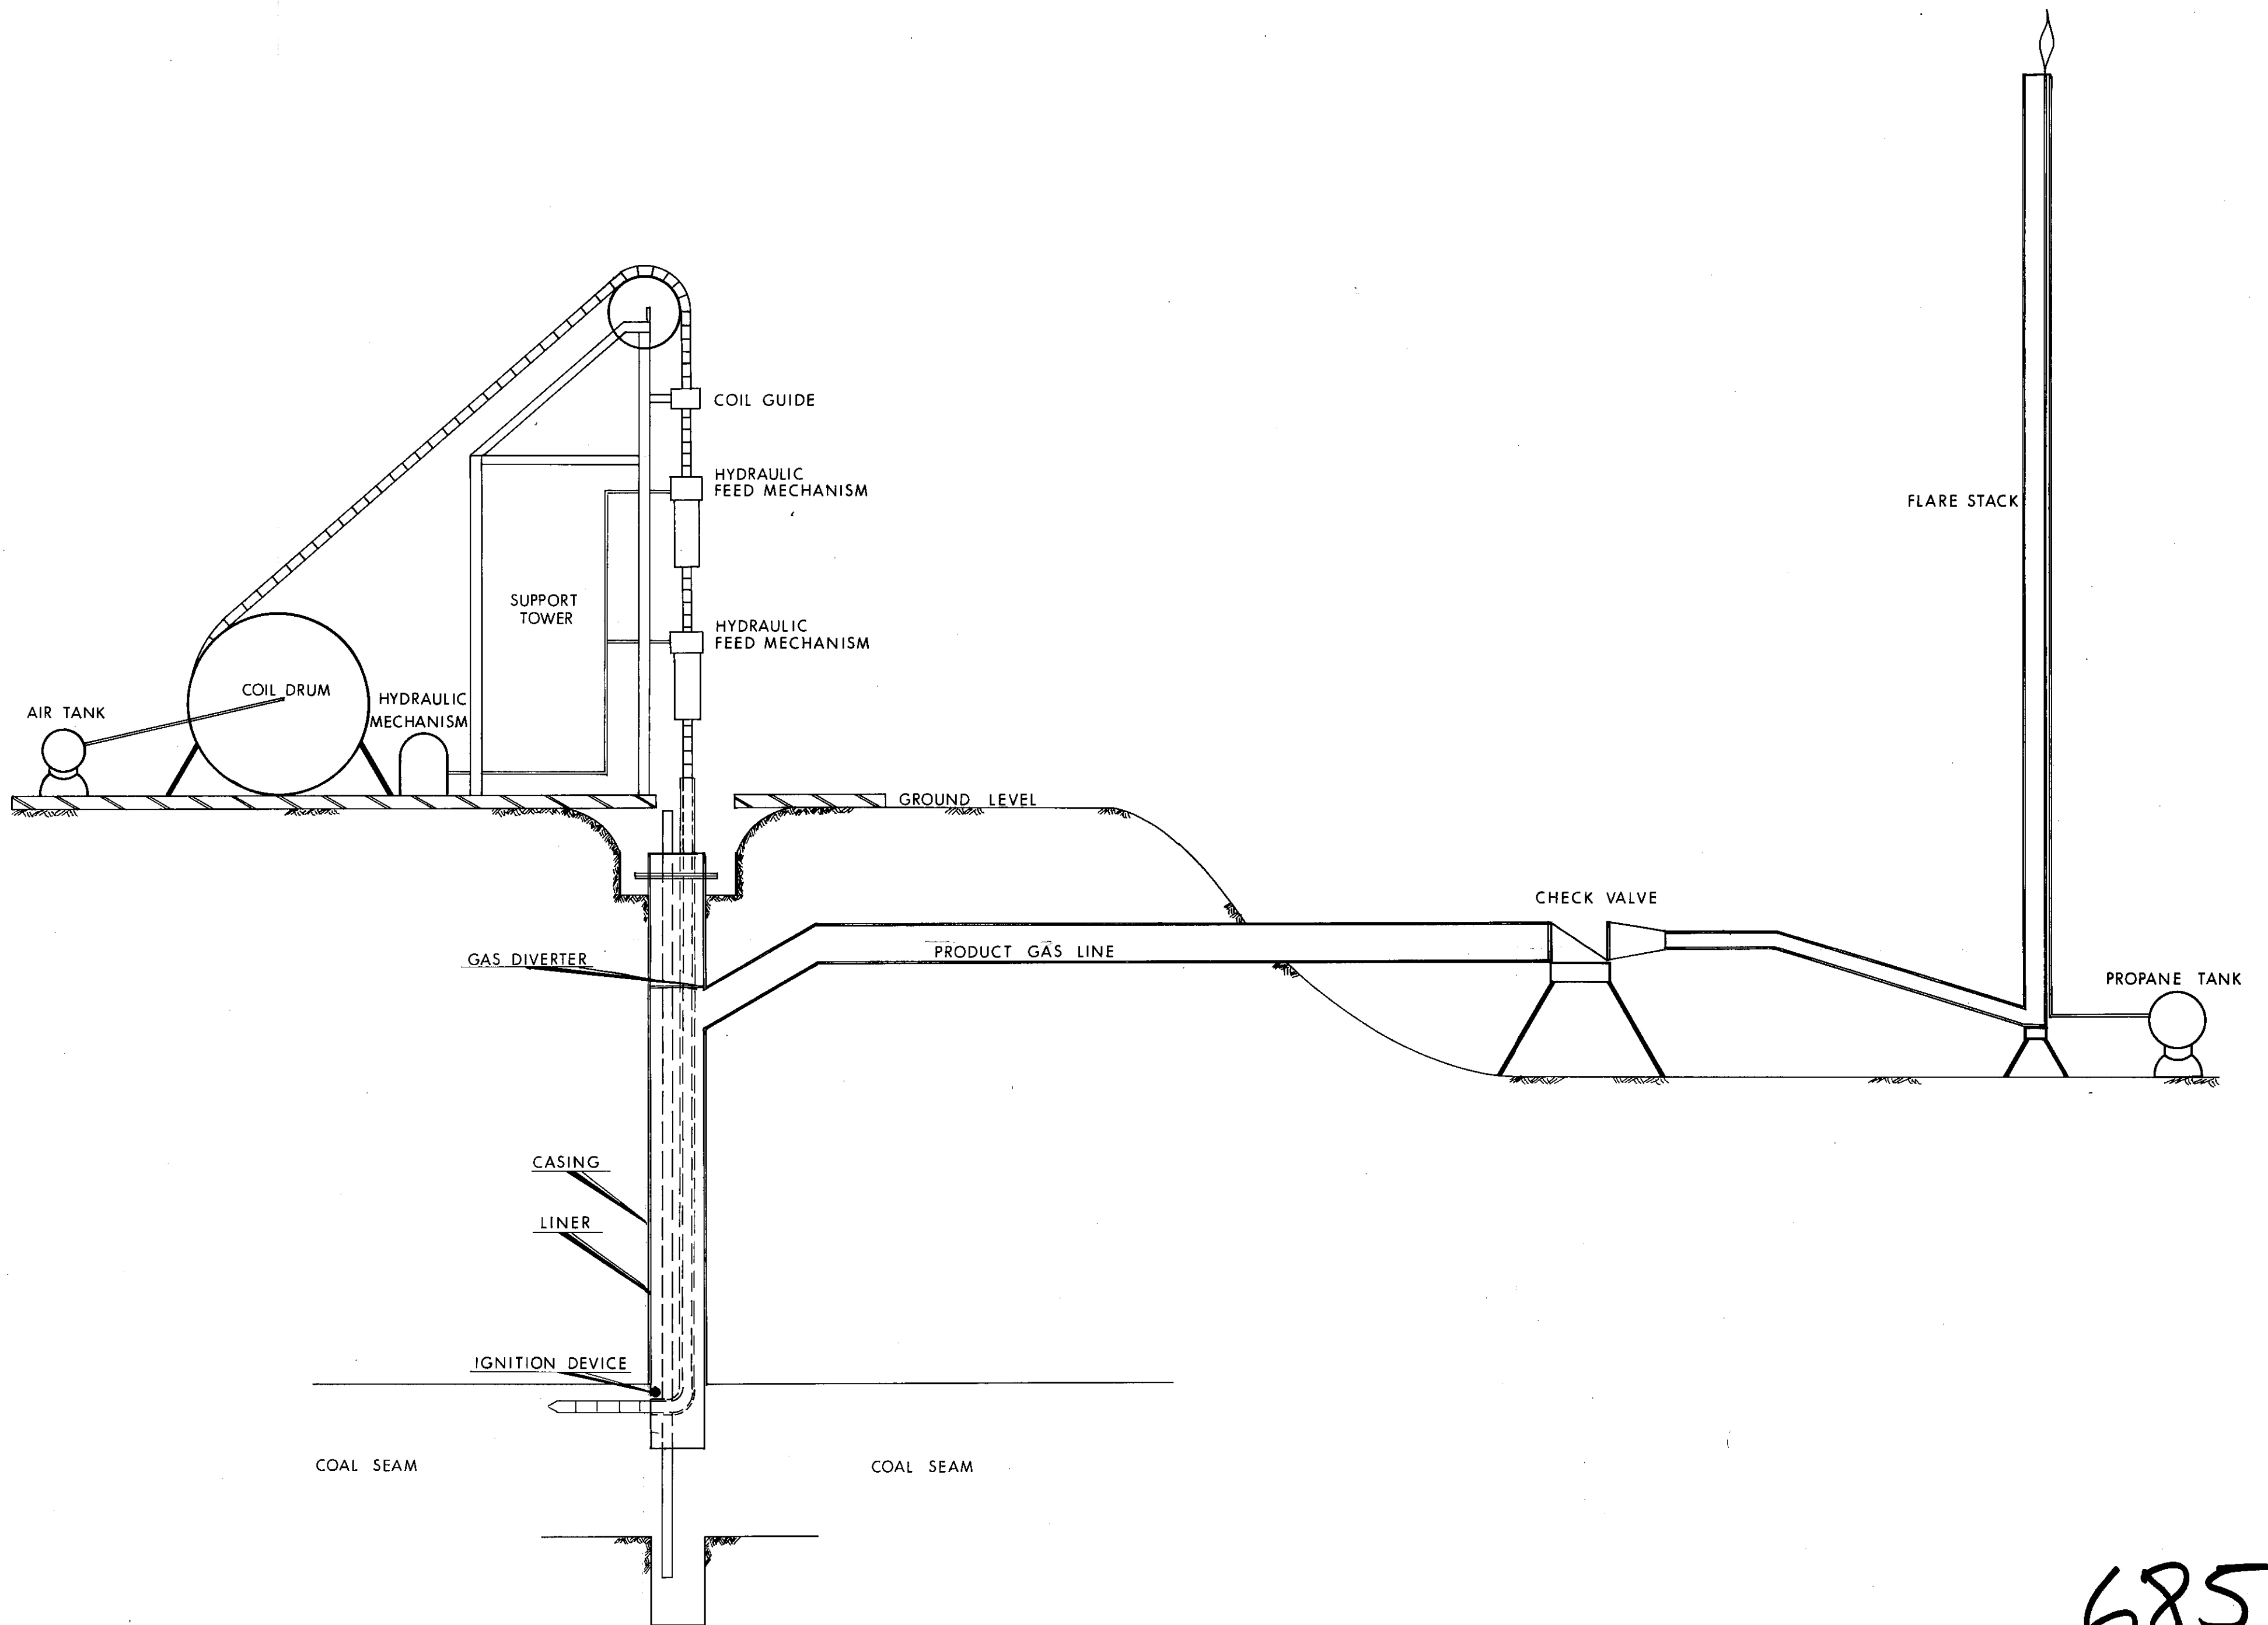 COIL GUIDE
HYDRAULIC
FEED MECHANISM
FLARE STACK
SUPPORT
TOWER
HYDRAULIC
FEED MECHANISM
COIL DRUM
HYDRAULIC
MECHANISM
AIR TANK
GROUND LEVEL
CHECK VALVE
GAS DIVERTER
PRODUCT GAS LINE
PROPANE TANK
CASING
LINER
IGNITION DEVICE
COAL SEAM
COAL SEAM
685